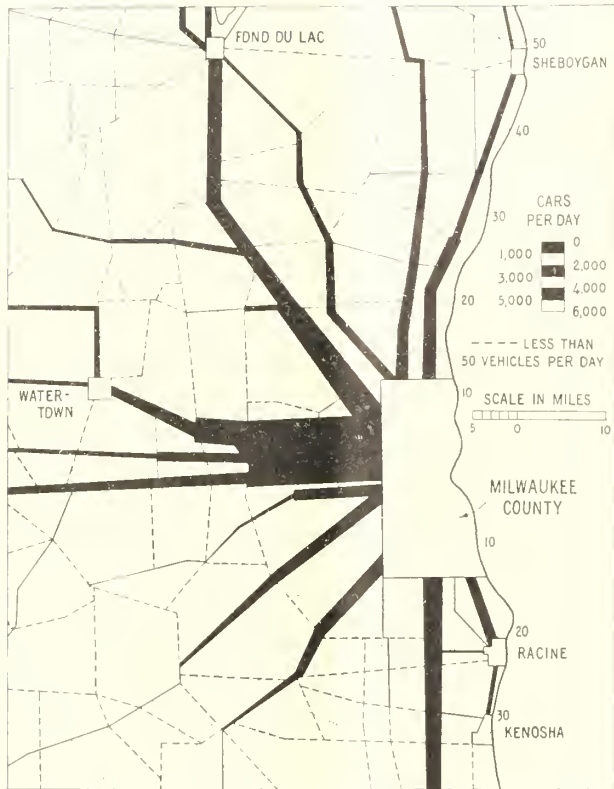 FOND DU LAC
50
SHEBOYGAN
40
CARS
PER DAY
30
0
1,000
2,000
3,000
4,000
5,000
6,000
20
LESS THAN
50 VEHICLES PER DAY
10
WATER-
TOWN
SCALE IN MILES
5 0 10
MILWAUKEE
COUNTY
10
20
RACINE
30
KENOSHA